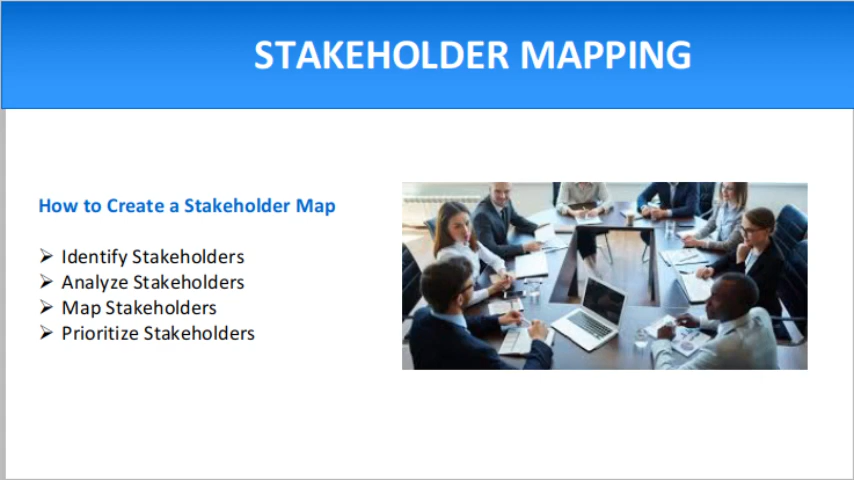 STAKEHOLDER MAPPING
How to Create a Stakeholder Map
➢ Identify Stakeholders
➢ Analyze Stakeholders
➢ Map Stakeholders
➢ Prioritize Stakeholders